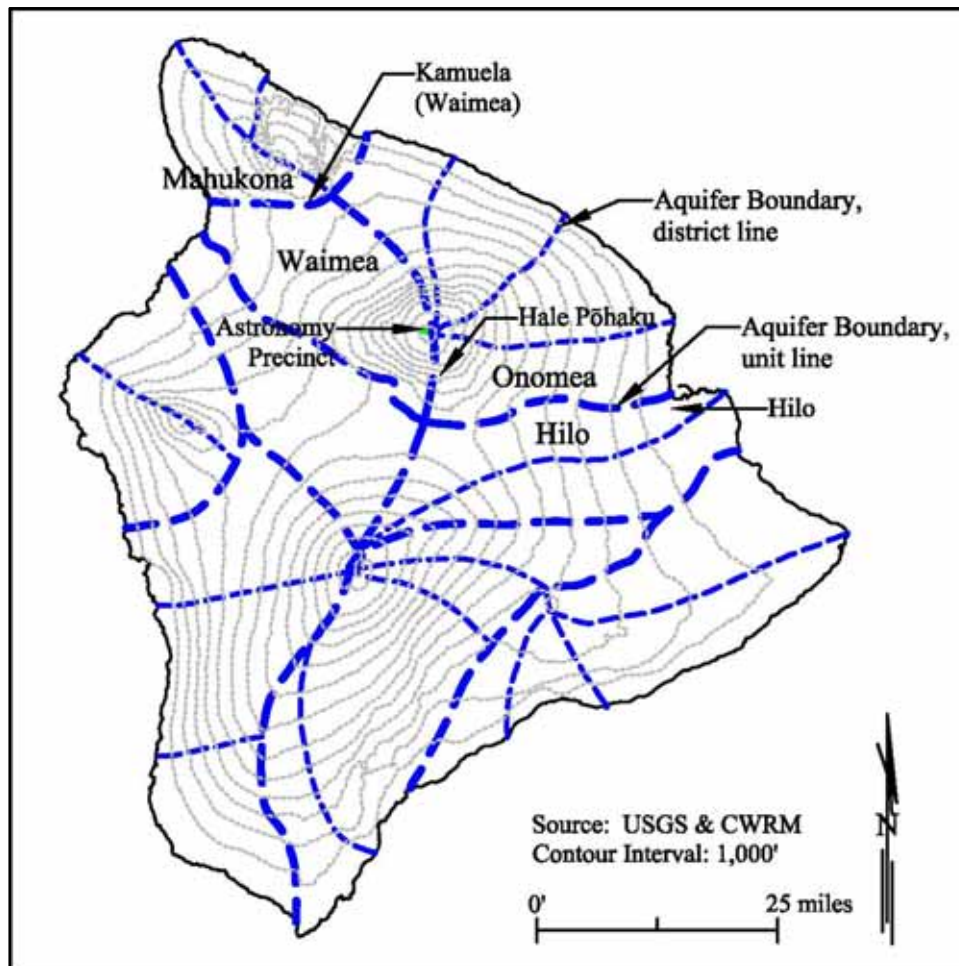 Kamuela
(Waimea)
Mahukona
Aquifer Boundary,
district line
Waimea
Astronomy
Precinct
Hale Pōhaku
Aquifer Boundary,
unit line
Onomea
Hilo
Hilo
Source: USGS & CWRM
Contour Interval: 1,000'
N
0'
25 miles